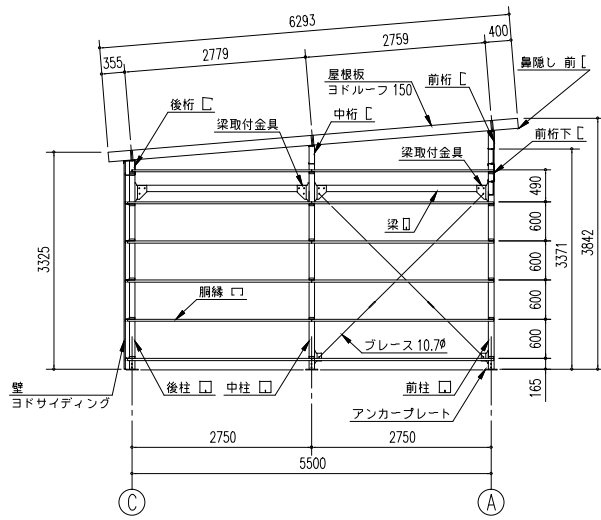 6293
355
2779
2759
400
屋根板
ヨドルーフ 150
前桁
鼻隠し 前
後桁
中桁
梁取付金具
梁取付金具
前桁下
梁
490
600
600
600
600
165
3371
3842
3325
胴縁
ブレース 10.7φ
壁
ヨドサイディング
後柱
中柱
前柱
アンカープレート
2750
2750
5500
C
A